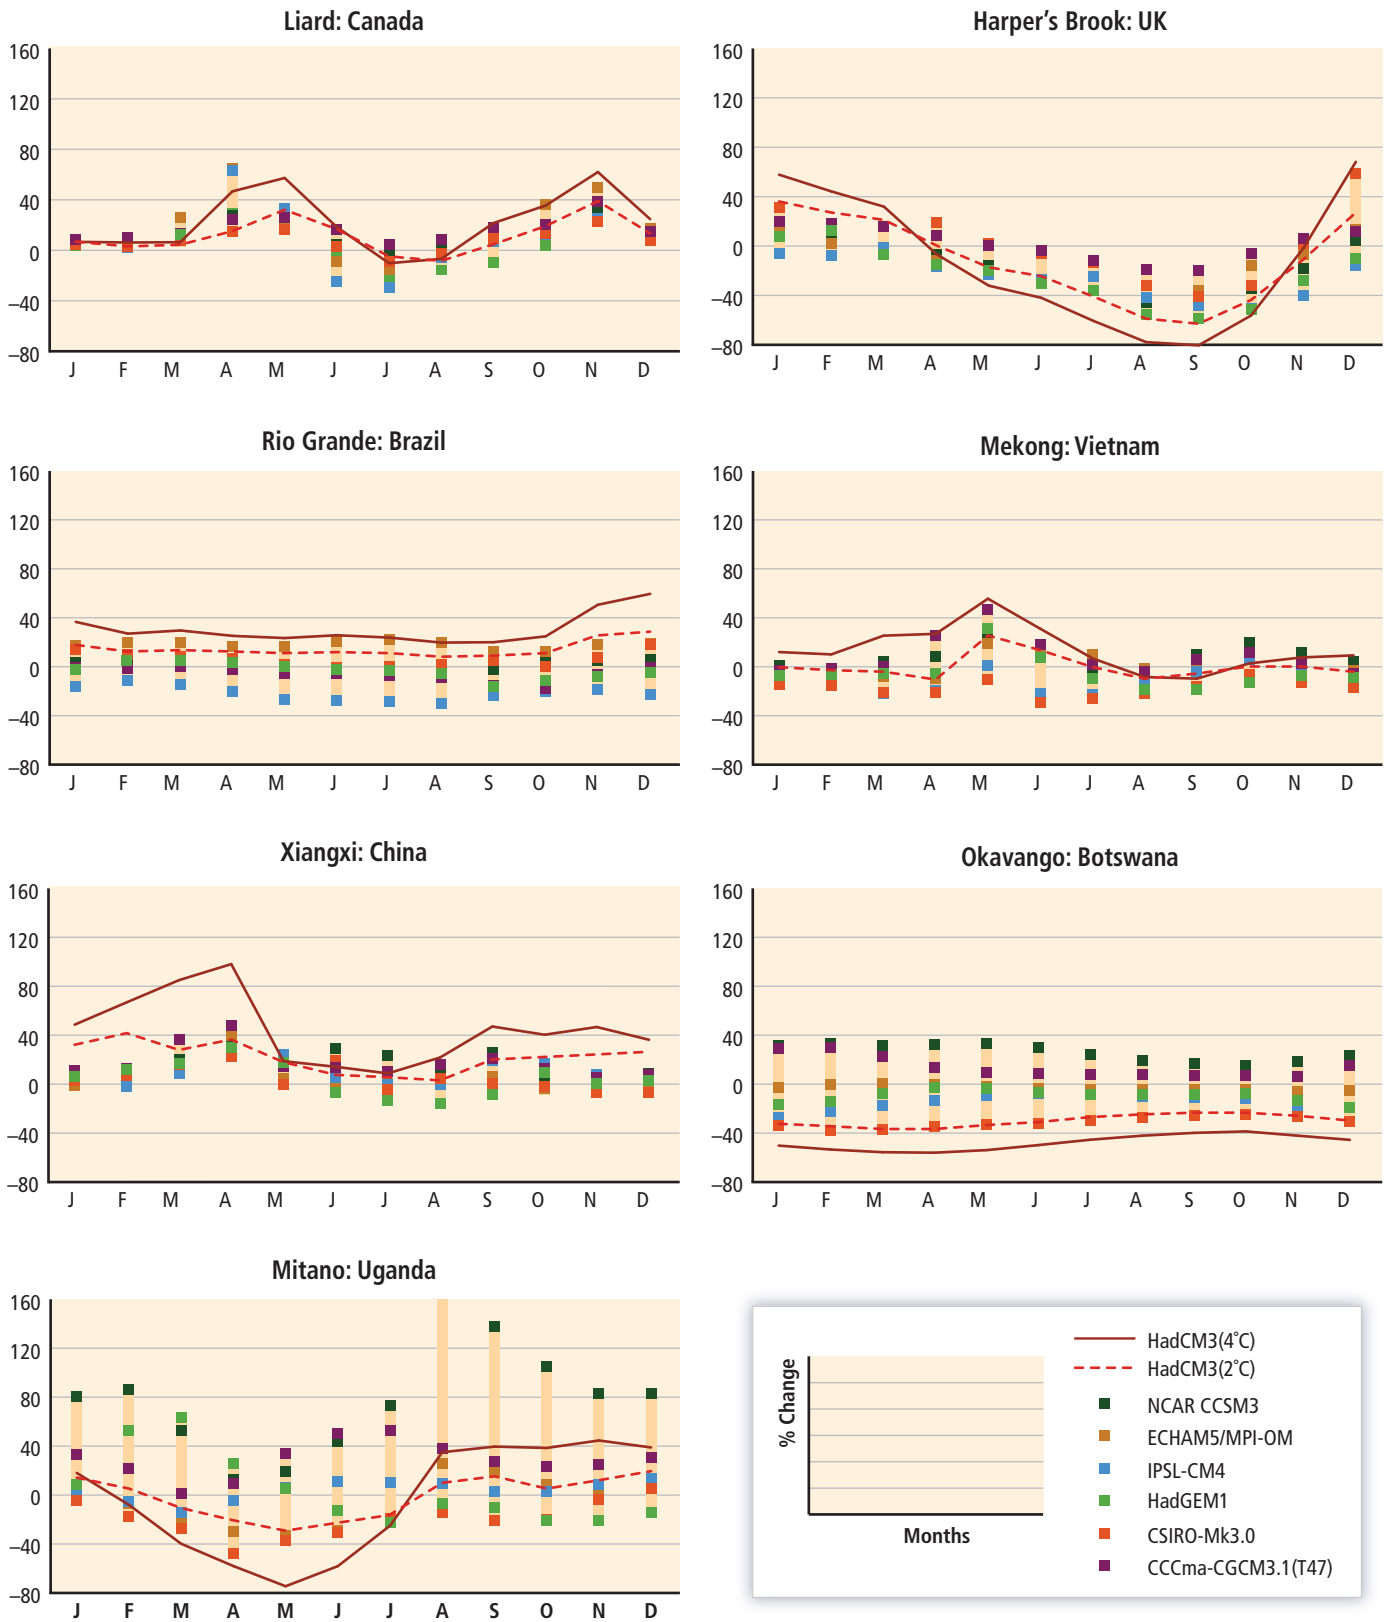 Liard: Canada
160
120
80
40
0
–40
–80
J F M A M J J A S O N D
Harper’s Brook: UK
160
120
80
40
0
–40
–80
J F M A M J J A S O N D
Rio Grande: Brazil
160
120
80
40
0
–40
–80
J F M A M J J A S O N D
Mekong: Vietnam
160
120
80
40
0
–40
–80
J F M A M J J A S O N D
Xiangxi: China
160
120
80
40
0
–40
–80
J F M A M J J A S O N D
Okavango: Botswana
160
120
80
40
0
–40
–80
J F M A M J J A S O N D
Mitano: Uganda
160
120
80
40
0
–40
–80
J F M A M J J A S O N D
% Change
Months
HadCM3(4˚C)
HadCM3(2˚C)
NCAR CCSM3
ECHAM5/MPI-OM
IPSL-CM4
HadGEM1
CSIRO-Mk3.0
CCCma-CGCM3.1(T47)